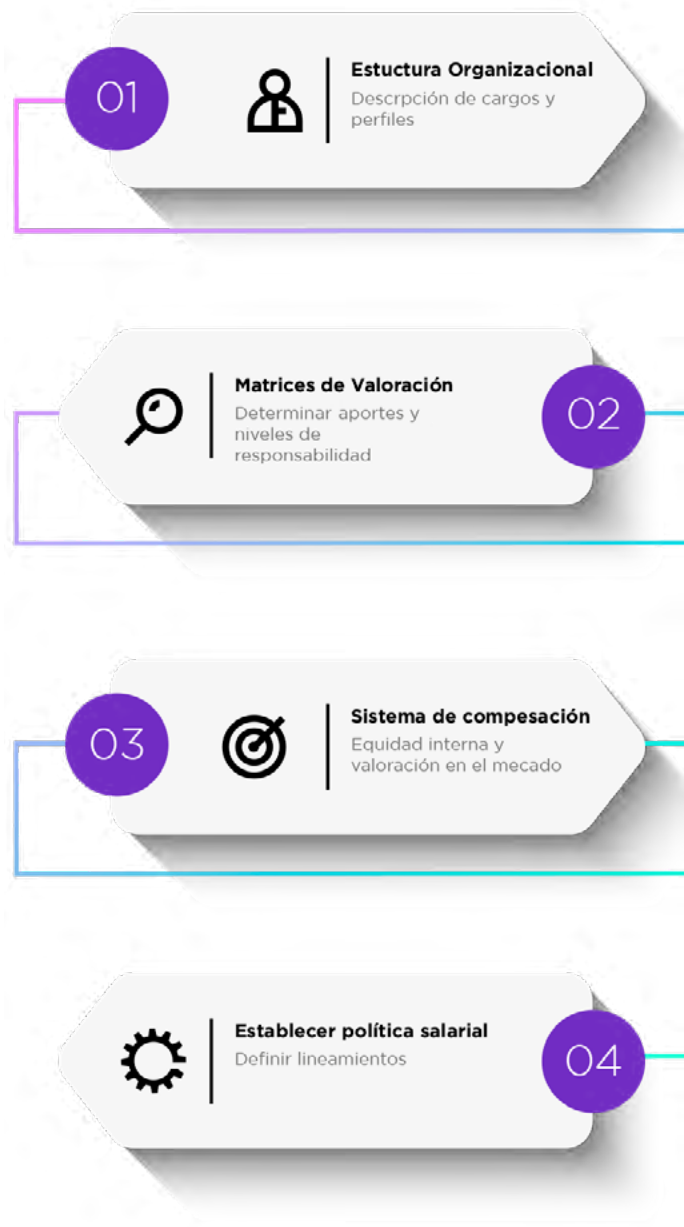 01
Estuctura Organizacional
Descrpción de cargos y
perfiles
Matrices de Valoración
Determinar aportes y
niveles de
responsabilidad
02
03
Sistema de compesación
Equidad interna y
valoración en el mecado
Establecer política salarial
Definir lineamientos
04